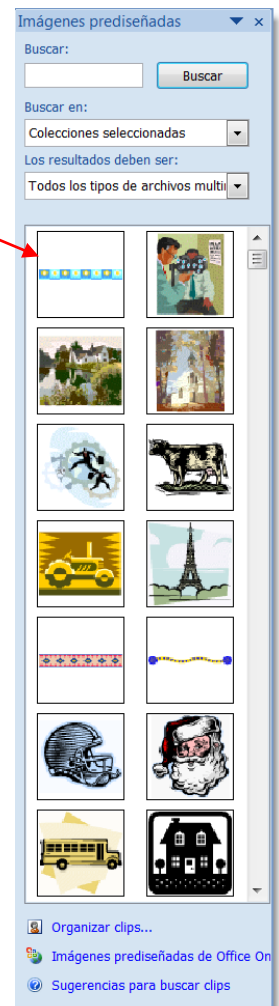 Imágenes prediseñadas
Buscar:
Buscar
Buscar en:
Colecciones seleccionadas
Los resultados deben ser:
Todos los tipos de archivos multi
Organizar clips...
Imágenes prediseñadas de Office On
Sugerencias para buscar clips